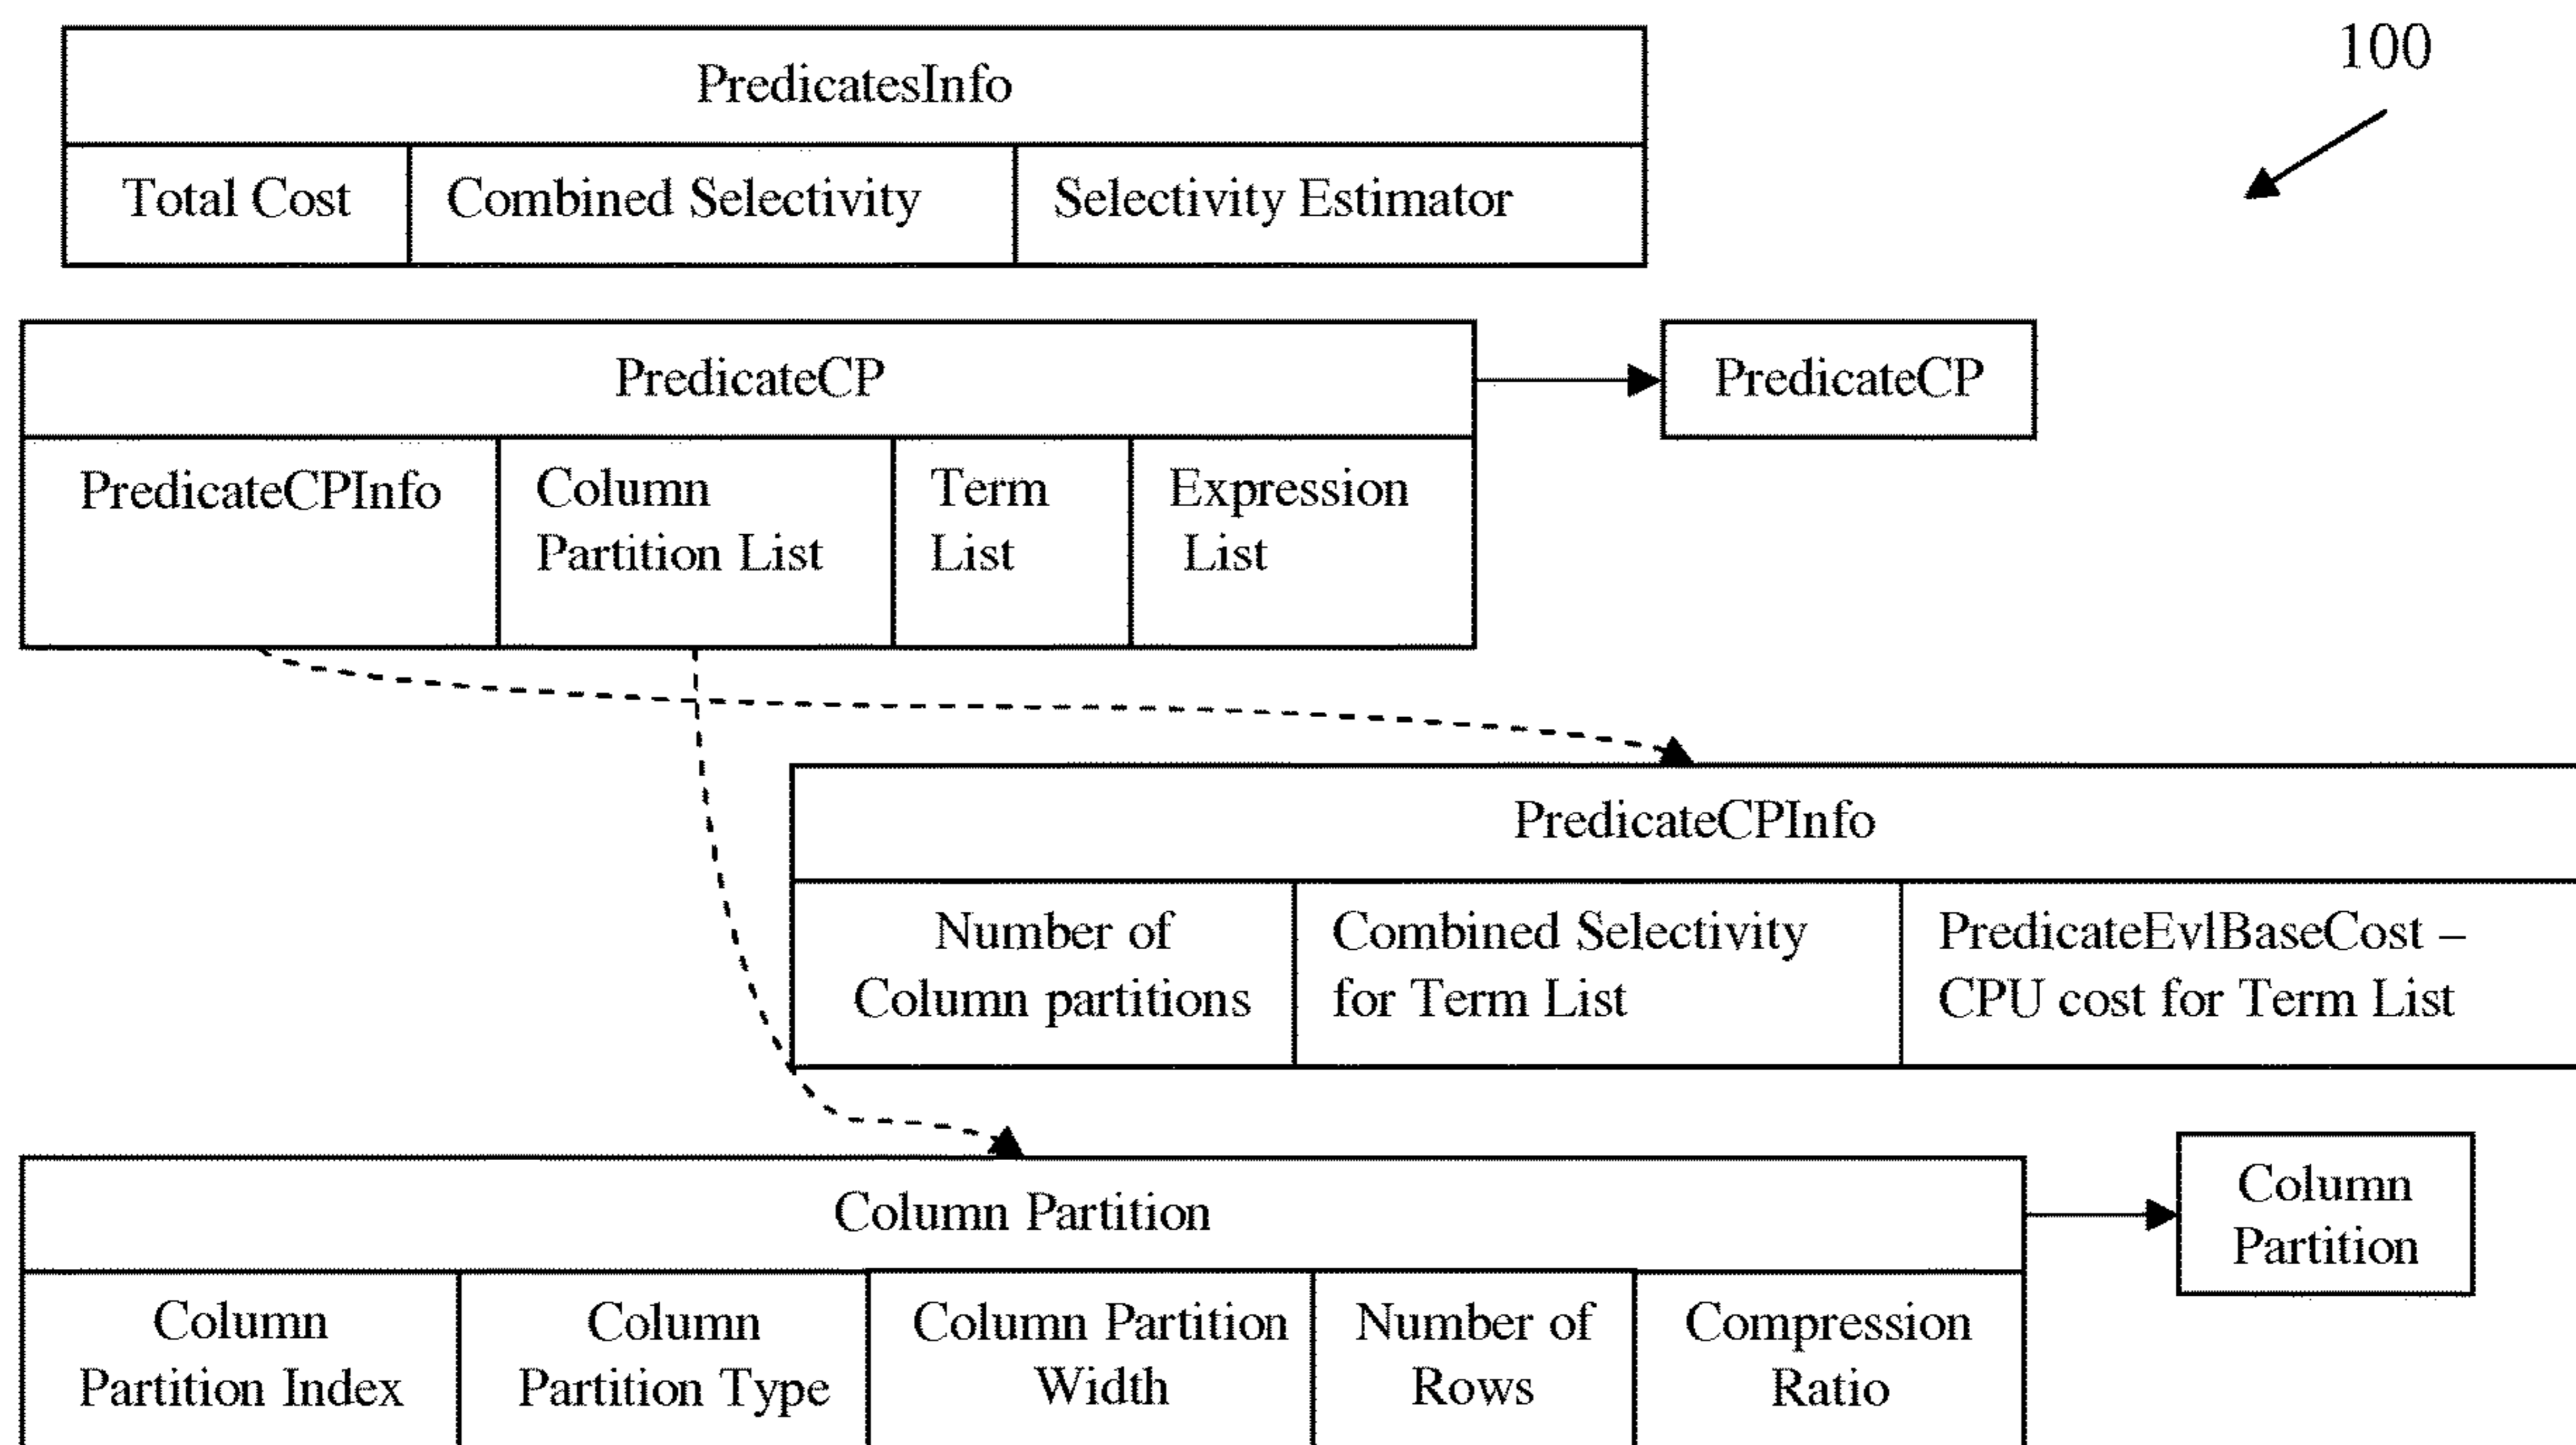 100
PredicatesInfo
Total Cost
Combined Selectivity
Selectivity Estimator
PredicateCP
PredicateCP
PredicateCPInfo
Column
Partition List
Term
List
Expression
List
PredicateCPInfo
Number of
Column partitions
Combined Selectivity
for Term List
PredicateEvlBaseCost –
CPU cost for Term List
Column Partition
Column
Partition
Column
Partition Index
Column
Partition Type
Column Partition
Width
Number of
Rows
Compression
Ratio